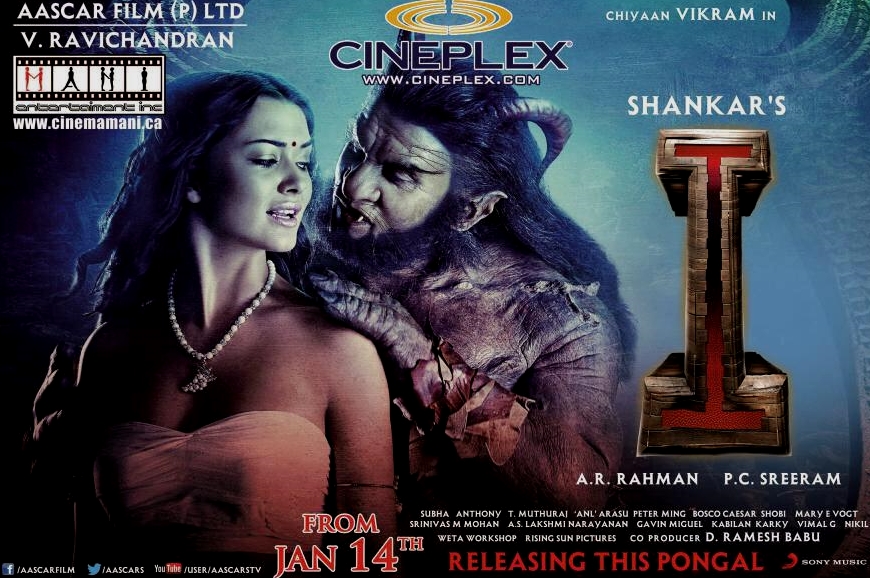 AASCAR FILM (P) LTD
V. RAVICHANDRAN
MANI
entertaiment inc
www.cinemamani.ca
CINEPLEX
WWW.CINEPLEX.COM
CHIYAAN VIKRAM IN
SHANKAR'S
I
A.R. RAHMAN P.C. SREERAM
SUBHA ANTHONY T. MUTHURAJ 'ANL' ARASU PETER MING BOSCO CAESAR SHOBI MARY E VOGT
SRINIVAS M MOHAN A.S. LAKSHMI NARAYANAN GAVIN MIGUEL KABILAN KARKY VIMAL G NIKIL
WETA WORKSHOP RISING SUN PICTURES CO PRODUCER D. RAMESH BABU
FROM
JAN 14TH
RELEASING THIS PONGAL
SONY MUSIC
f /AASCARFILM /AASCARS YouTube /USER/AASCARSTV